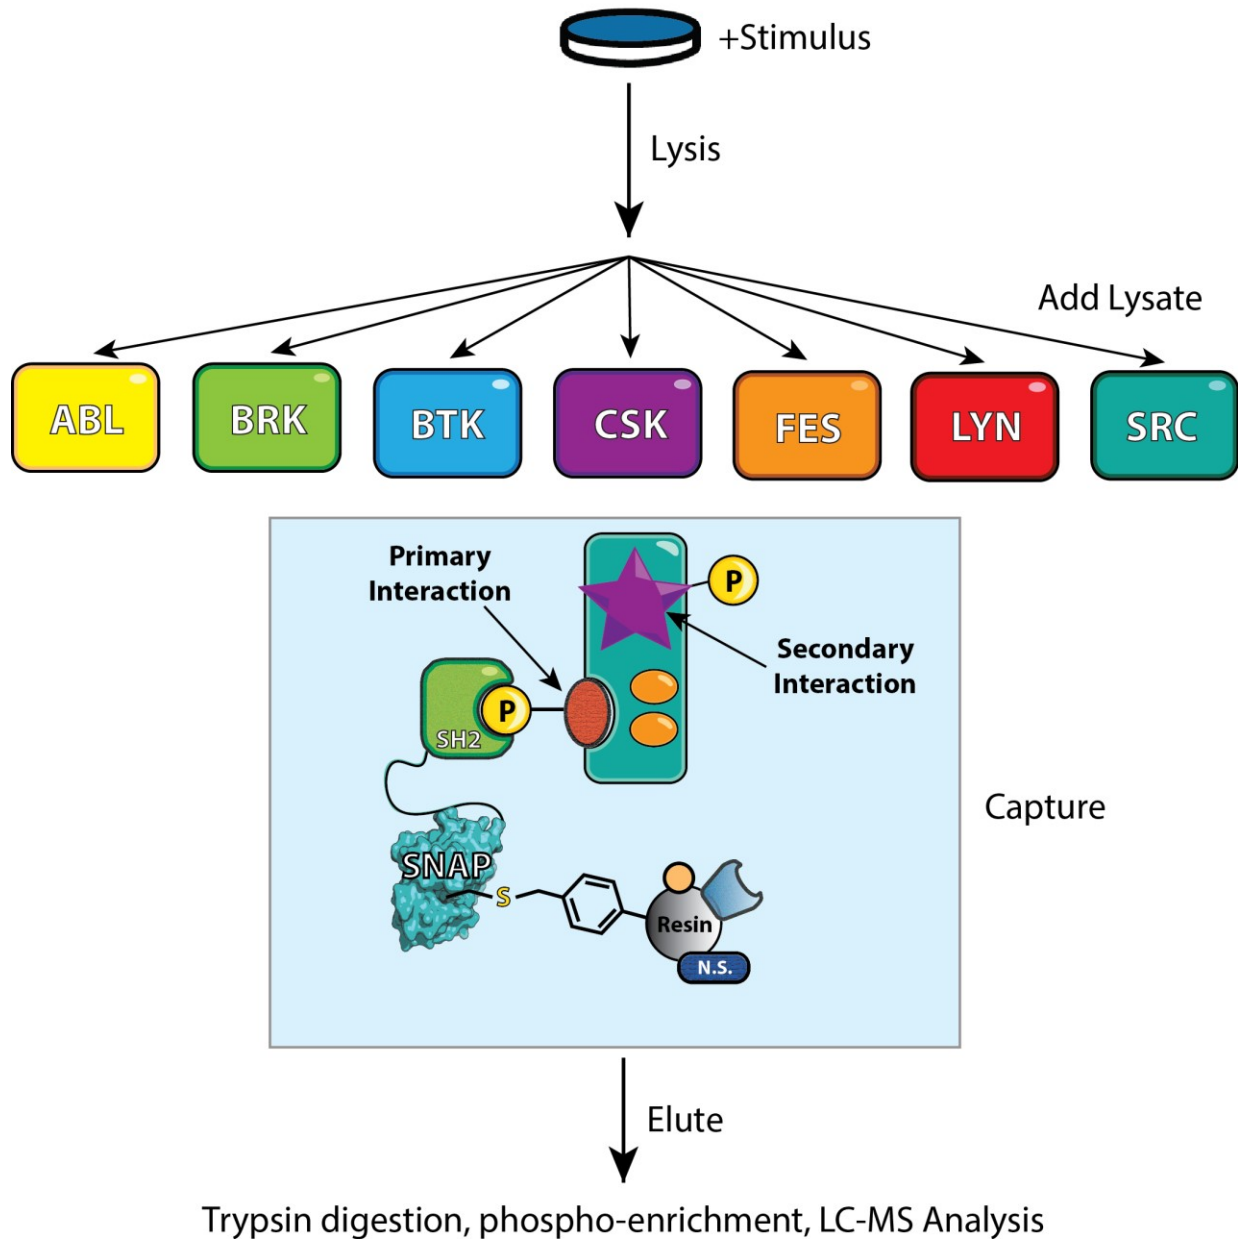 +Stimulus
Lysis
Add Lysate
ABL
BRK
BTK
CSK
FES
LYN
SRC
Primary
Interaction
P
Secondary
Interaction
P
SH2
Capture
SNAP
S
Resin
N.S.
Elute
Trypsin digestion, phospho-enrichment, LC-MS Analysis